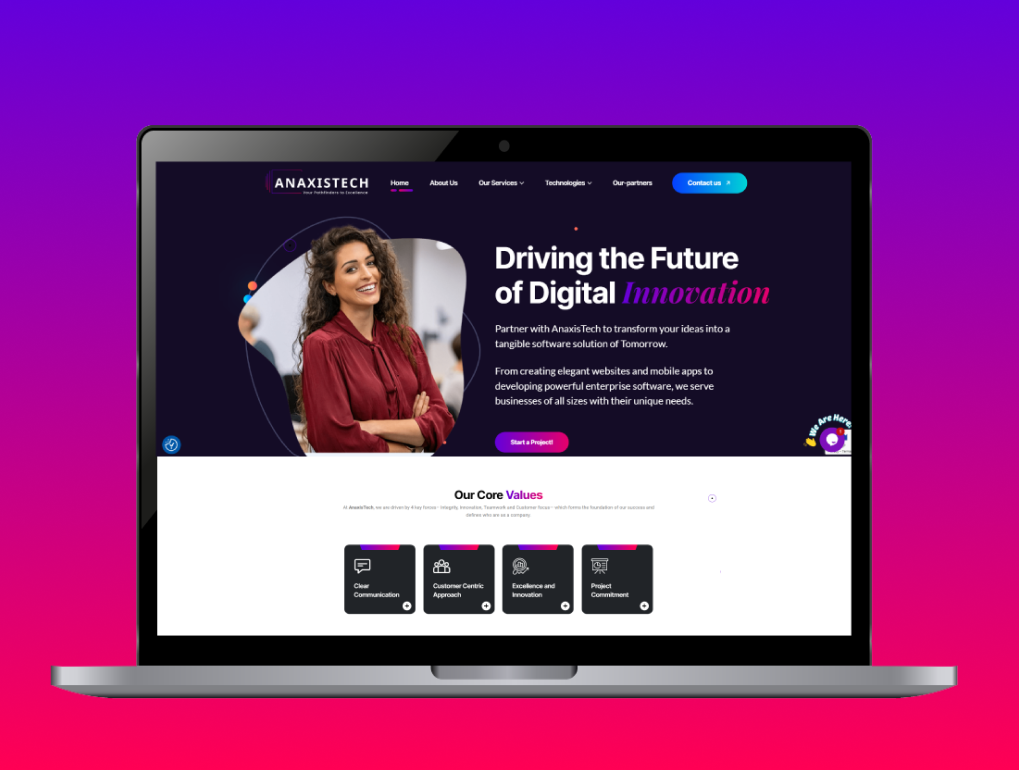 ANAXISTECH
Your Pathfinders to Excellence
Home
About Us
Our Services
Technologies
Our-partners
Contact us
Driving the Future
of Digital Innovation
Partner with AnaxisTech to transform your ideas into a
tangible software solution of Tomorrow.
From creating elegant websites and mobile apps to
developing powerful enterprise software, we serve
businesses of all sizes with their unique needs.
Start a Project!
We Are Here!
Our Core Values
At AnaxisTech, we are driven by 4 key forces - Integrity, Innovation, Teamwork and Customer focus - which forms the foundation of our success and
defines who we are as a company.
Clear
Communication
Customer Centric
Approach
Excellence and
Innovation
Project
Commitment